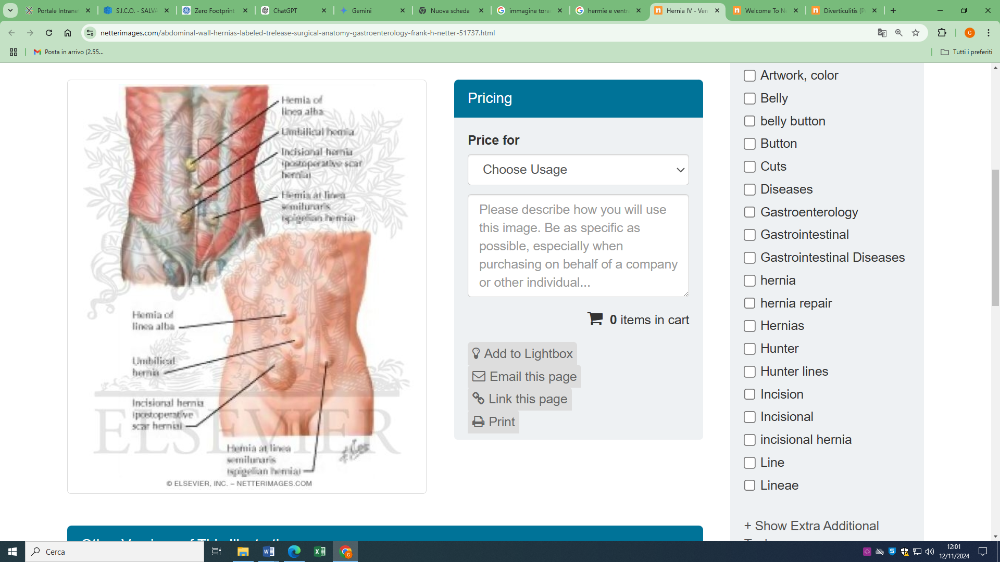 Portale Intrane
S.I.C.O. - SALVA
Zero Footprint
ChatGPT
Gemini
Nuova scheda
immagine tora
hermie e ventra
Hernia IV - Ven
Welcome To Ne
Diverticulitis (P
netterimages.com/abdominal-wall-hernias-labeled-trelease-surgical-anatomy-gastroenterology-frank-h-netter-51737.html
G
Posta in arrivo (2.55...
Tutti i preferiti
Hernia of
linea alba
Umbilical hernia
Incisional hernia
(postoperative scar
hernia)
Hernia at linea
semilunaris
(spigelian hernia)
Hernia of
linea alba
Umbilical
hernia
Incisional hernia
(postoperative
scar hernia)
Hernia at linea
semilunaris
(spigelian hernia)
ELSEVIER
© ELSEVIER, INC. – NETTERIMAGES.COM
Pricing
Price for
Choose Usage
Please describe how you will use
this image. Be as specific as
possible, especially when
purchasing on behalf of a company
or other individual...
0 items in cart
Add to Lightbox
Email this page
Link this page
Print
Artwork, color
Belly
belly button
Button
Cuts
Diseases
Gastroenterology
Gastrointestinal
Gastrointestinal Diseases
hernia
hernia repair
Hernias
Hunter
Hunter lines
Incision
Incisional
incisional hernia
Line
Lineae
+ Show Extra Additional
Other Versions of This Illustration
Cerca
12:01
12/11/2024